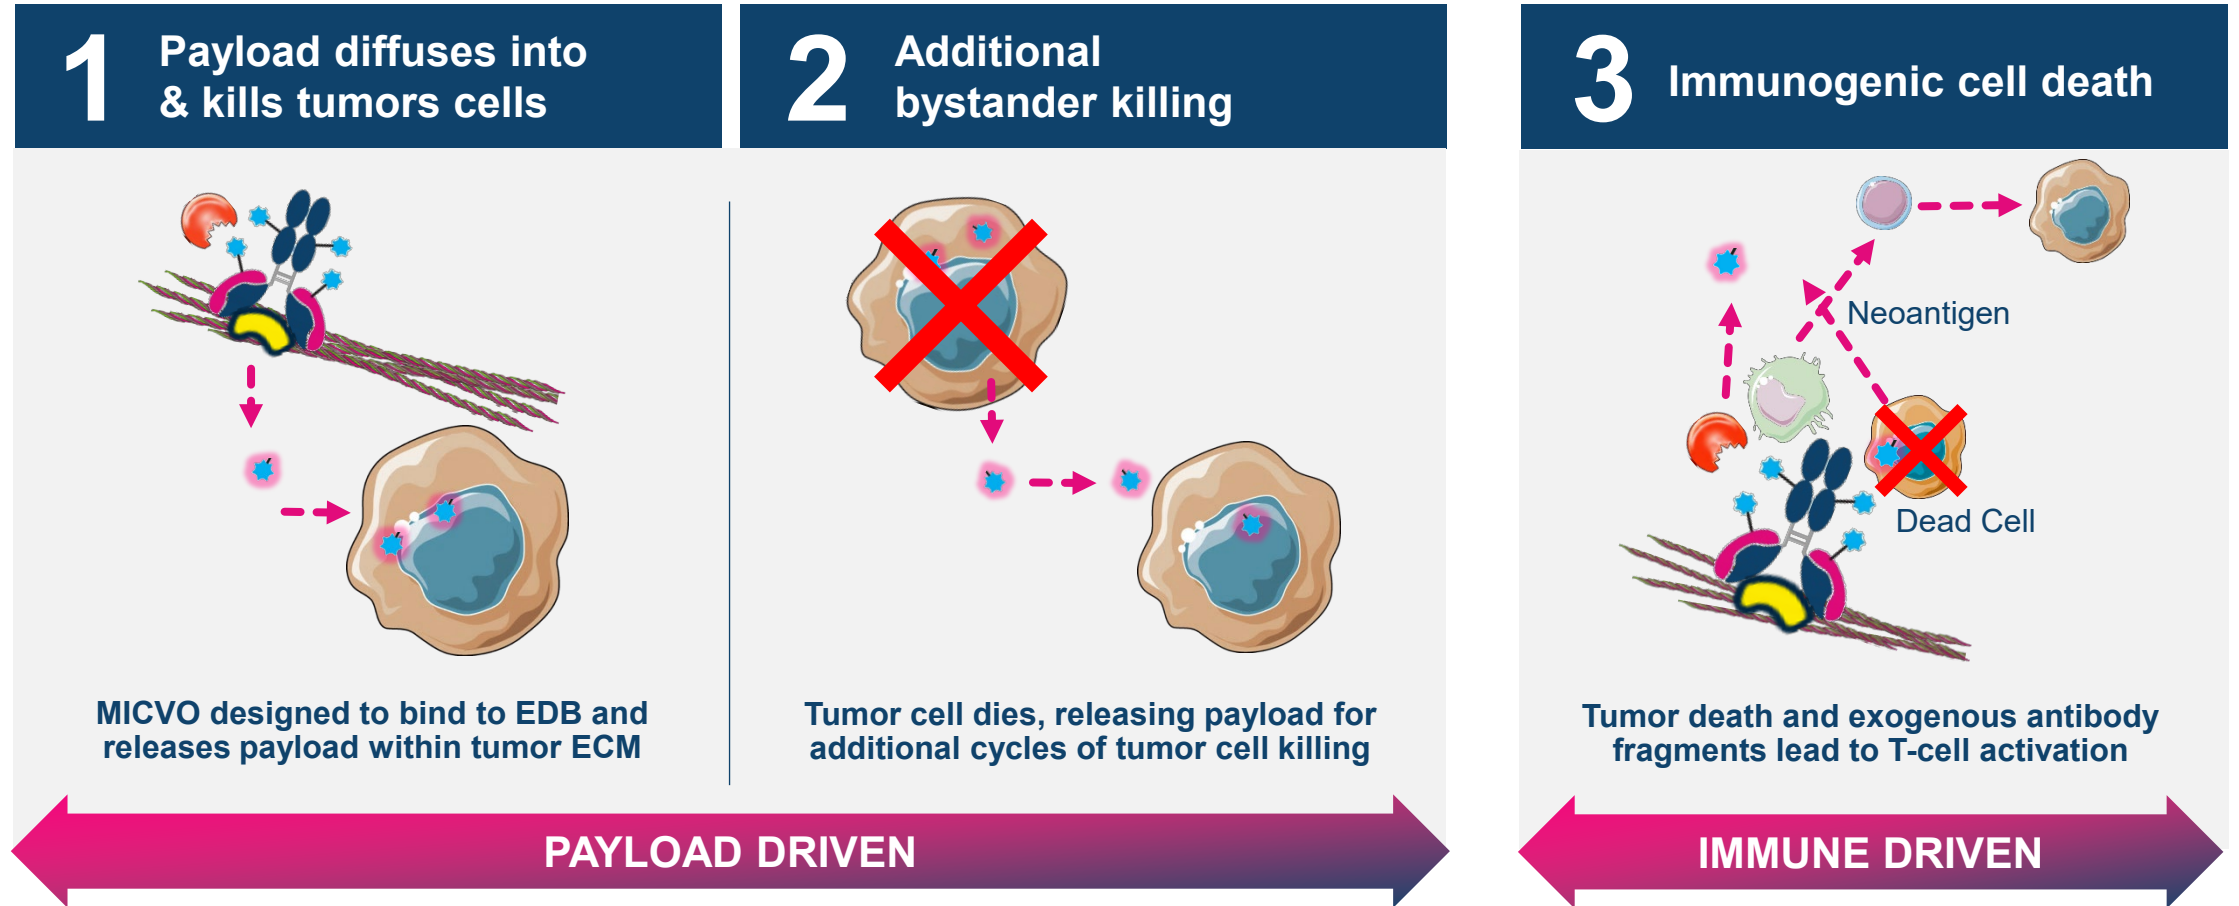 1
Payload diffuses into
& kills tumors cells
MICVO designed to bind to EDB and
releases payload within tumor ECM
2
Additional
bystander killing
Tumor cell dies, releasing payload for
additional cycles of tumor cell killing
PAYLOAD DRIVEN
3
Immunogenic cell death
Neoantigen
Dead Cell
Tumor death and exogenous antibody
fragments lead to T-cell activation
IMMUNE DRIVEN